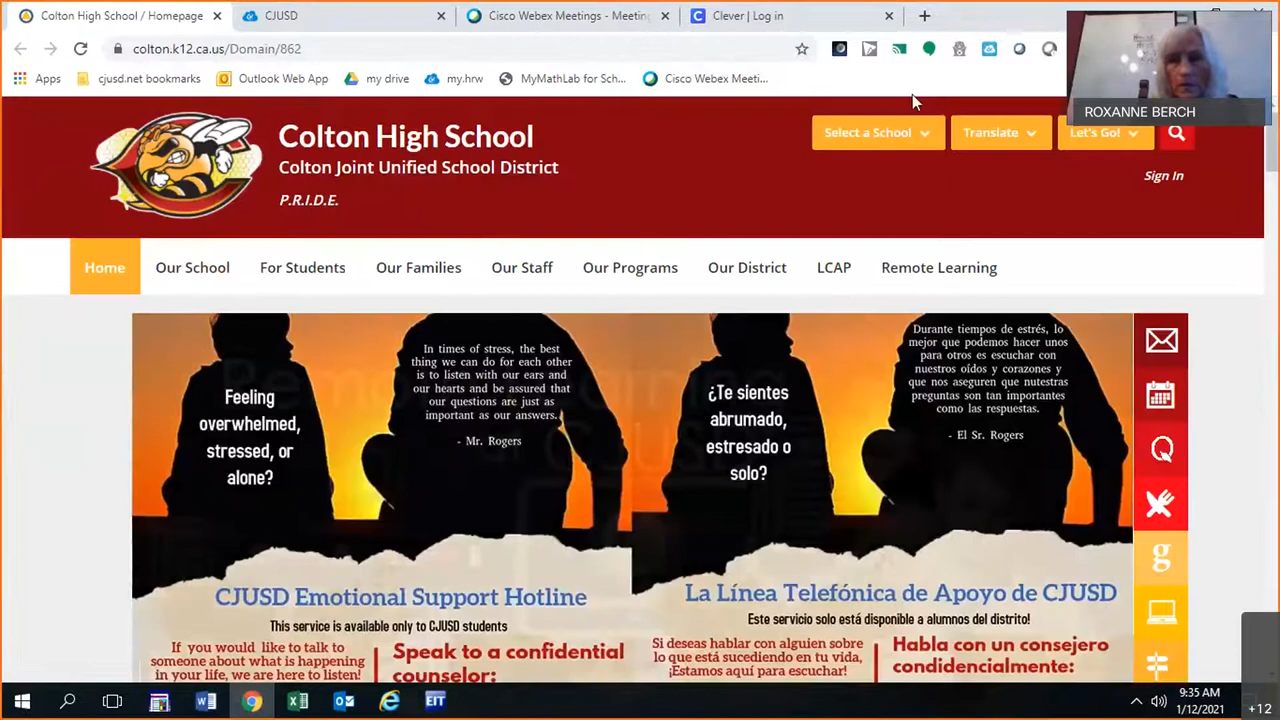 Colton High School / Homepage
CJUSD
Cisco Webex Meetings - Meeting
Clever | Log in
colton.k12.ca.us/Domain/862
Apps
cjusd.net bookmarks
Outlook Web App
my drive
my.hrw
MyMathLab for Sch...
Cisco Webex Meeti...
ROXANNE BERCH
Colton High School
Colton Joint Unified School District
P.R.I.D.E.
Select a School
Translate
Let's Go!
Sign In
Home
Our School
For Students
Our Families
Our Staff
Our Programs
Our District
LCAP
Remote Learning
Feeling
overwhelmed,
stressed, or
alone?
In times of stress, the best
thing we can do for each other
is to listen with our ears and
our hearts and be assured that
our questions are just as
important as our answers.
- Mr. Rogers
¿Te sientes
abrumado,
estresado o
solo?
Durante tiempos de estrés, lo
mejor que podemos hacer unos
para otros es escuchar con
nuestros oídos y corazones y
que nos aseguren que nutestras
preguntas son tan importantes
como las respuestas.
- El Sr. Rogers
CJUSD Emotional Support Hotline
This service is available only to CJUSD students
If you would like to talk to
someone about what is happening
in your life, we are here to listen!
Speak to a confidential
counselor:
La Línea Telefónica de Apoyo de CJUSD
Este servicio solo está disponible a alumnos del distrito!
Si deseas hablar con alguien sobre
lo que está sucediendo en tu vida,
¡Estamos aquí para escuchar!
Habla con un consejero
condidencialmente:
Q
g
EIT
9:35 AM
1/12/2021
+12